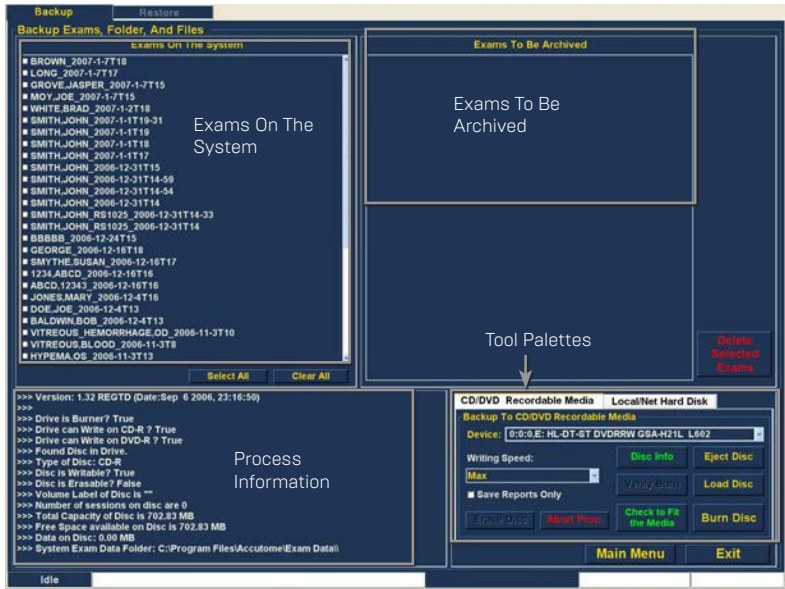 Backup
Restore
Backup Exams, Folder, And Files
Exams On The System
BROWN_2007-1-7T18
LONG_2007-1-7T17
GROVE,JASPER_2007-1-7T15
MOY,JOE_2007-1-7T15
WHITE,BRAD_2007-1-2T18
SMITH,JOHN_2007-1-1T19-31
SMITH,JOHN_2007-1-1T19
SMITH,JOHN_2007-1-1T18
SMITH,JOHN_2007-1-1T17
SMITH,JOHN_2006-12-31T15
SMITH,JOHN_2006-12-31T14-59
SMITH,JOHN_2006-12-31T14-54
SMITH,JOHN_2006-12-31T14
SMITH,JOHN_RS1025_2006-12-31T14-33
SMITH,JOHN_RS1025_2006-12-31T14
BBBBB_2006-12-24T15
GEORGE_2006-12-16T18
SMYTHE,SUSAN_2006-12-16T17
1234,ABCD_2006-12-16T16
ABCD,12343_2006-12-16T16
JONES,MARY_2006-12-4T16
DOE,JOE_2006-12-4T13
BALDWIN,BOB_2006-12-4T13
VITREOUS_HEMORRHAGE,OD_2006-11-3T10
VITREOUS,BLOOD_2006-11-3T8
HYPEMA,OS_2006-11-3T13
Exams On The
System
Select All
Clear All
Exams To Be Archived
Exams To Be
Archived
Tool Palettes
Delete
Selected
Exams
>>> Version: 1.32 REGTD (Date:Sep 6 2006, 23:16:50)
>>>
>>> Drive is Burner? True
>>> Drive can Write on CD-R ? True
>>> Drive can Write on DVD-R ? True
>>> Found Disc in Drive.
>>> Type of Disc: CD-R
>>> Disc is Writable? True
>>> Disc is Erasable? False
>>> Volume Label of Disc is ""
>>> Number of sessions on disc are 0
>>> Total Capacity of Disc is 702.83 MB
>>> Free Space available on Disc is 702.83 MB
>>> Data on Disc: 0.00 MB
>>> System Exam Data Folder: C:\Program Files\Accutome\Exam Data\\
Process
Information
CD/DVD Recordable Media
Local/Net Hard Disk
Backup To CD/DVD Recordable Media
Device:
0:0:0,E: HL-DT-ST DVDRRW GSA-H21L L602
Writing Speed:
Max
Save Reports Only
Disc Info
Eject Disc
Verify Burn
Load Disc
Erase Disc
Abort Proc
Check to Fit
the Media
Burn Disc
Main Menu
Exit
Idle